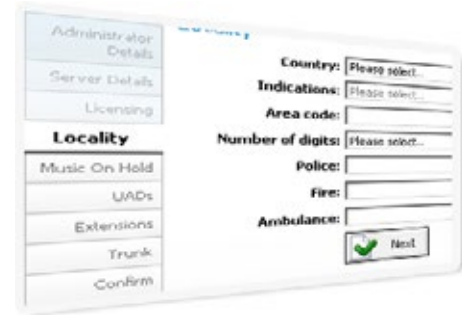 Administrator
Details
Server Details
Licensing
Locality
Music On Hold
UADs
Extensions
Trunk
Confirm
Country: Please select...
Indications: Please select...
Area code:
Number of digits: Please select...
Police:
Fire:
Ambulance:
Next